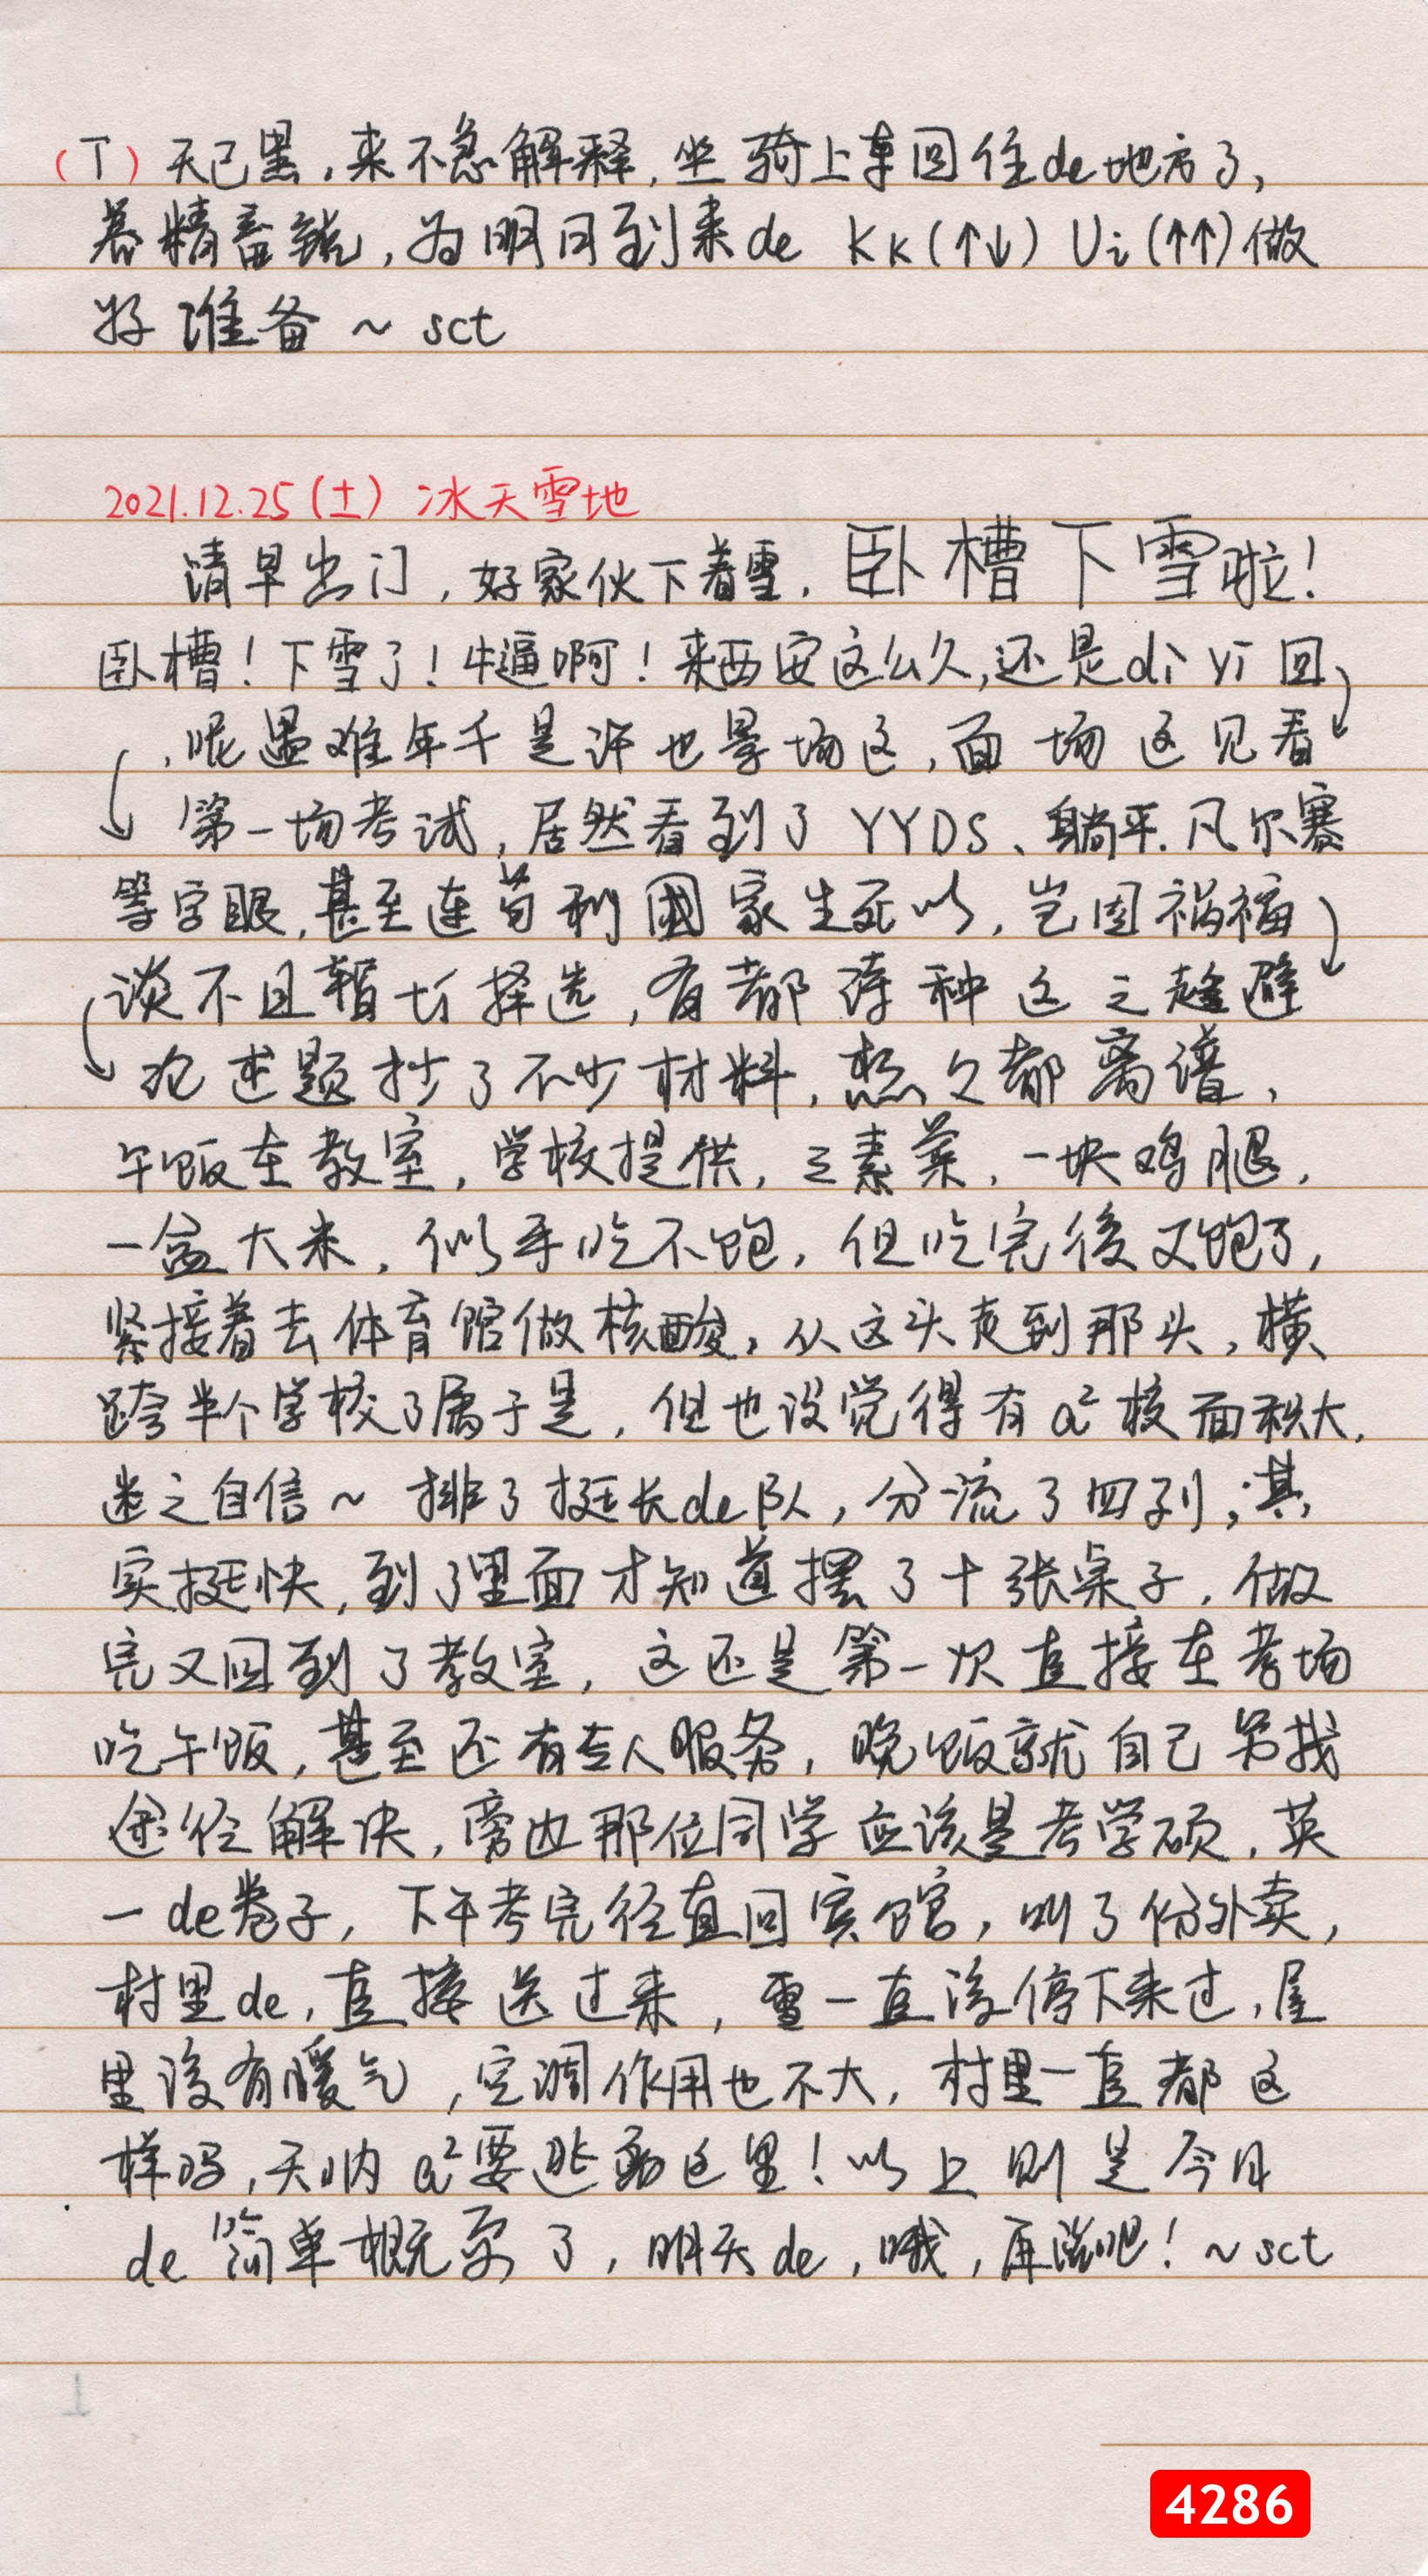 (下)天已黑，来不急解释，坐骑上车回住de地方了，
养精蓄锐，为明日到来de KK(↑↓) Ui(↑↑)做
好准备～sct
2021.12.25(土) 冰天雪地
清早出门，好家伙下着雪，卧槽下雪啦！
卧槽！下雪了！牛逼啊！来西安这么久，还是dì yī回
看见这场面，这场景也许是千年难遇呢，
第一场考试，居然看到了YYDS、躺平、凡尔赛
等字眼，甚至连苟利國家生死以，岂因祸福
避趋之这种诗都有，选择切暂且不谈
论述题抄了不少材料，想久都离谱，
午饭在教室，学校提供，三素菜，一块鸡腿，
一盒大米，似乎吃不饱，但吃完後又饱了，
紧接着去体育馆做核酸，从这头走到那头，横
跨半个学校了属于是，但也没觉得有a²校面积大，
迷之自信～排了挺长de队，分流了四列；其
实挺快，到了里面才知道摆了十张桌子，做
完又回到了教室，这还是第一次直接在考场
吃午饭，甚至还有专人服务，晚饭就自己另找
途径解决，旁边那位同学应该是考学硕，英
一de卷子，下午考完径直回宾馆，叫了份外卖，
村里de，直接送过来，雪一直没停下来过，屋
里没有暖气，空调作用也不大，村里一直都这
样吗，天呐a²要逃离这里！以上则是今日
de简单概要了，明天de，哦，再说吧！～sct
4286